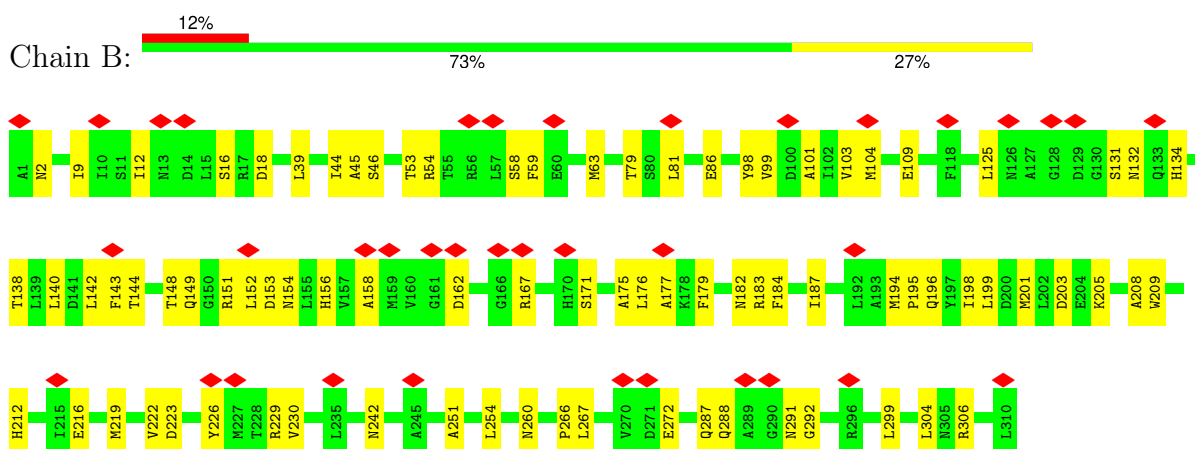 12%
Chain B:
73% 27%
A1 N2 I9 I10 S11 I12 N13 D14 L15 S16 R17 D18 L39 I44 A45 S46 T53 R54 T55 R56 L57 S58 F59 E60 M63 T79 S80 L81 E86 Y98 V99 D100 A101 I102 V103 M104 E109 F118 L125 N126 A127 G128 D129 G130 S131 N132 Q133 H134
T138 L139 L140 D141 L142 F143 T144 T148 Q149 G150 R151 L152 D153 N154 L155 H156 V157 A158 M159 V160 G161 D162 G166 R167 H170 S171 A175 L176 A177 K178 F179 N182 R183 F184 I187 L192 A193 M194 P195 Q196 Y197 I198 L199 D200 M201 L202 D203 E204 K205 A208 W209
H212 I215 E216 M219 V222 D223 Y226 M227 T228 R229 V230 L235 N242 A245 A251 L254 N260 P266 L267 V270 D271 E272 Q287 Q288 A289 G290 N291 G292 R296 L299 L304 N305 R306 L310